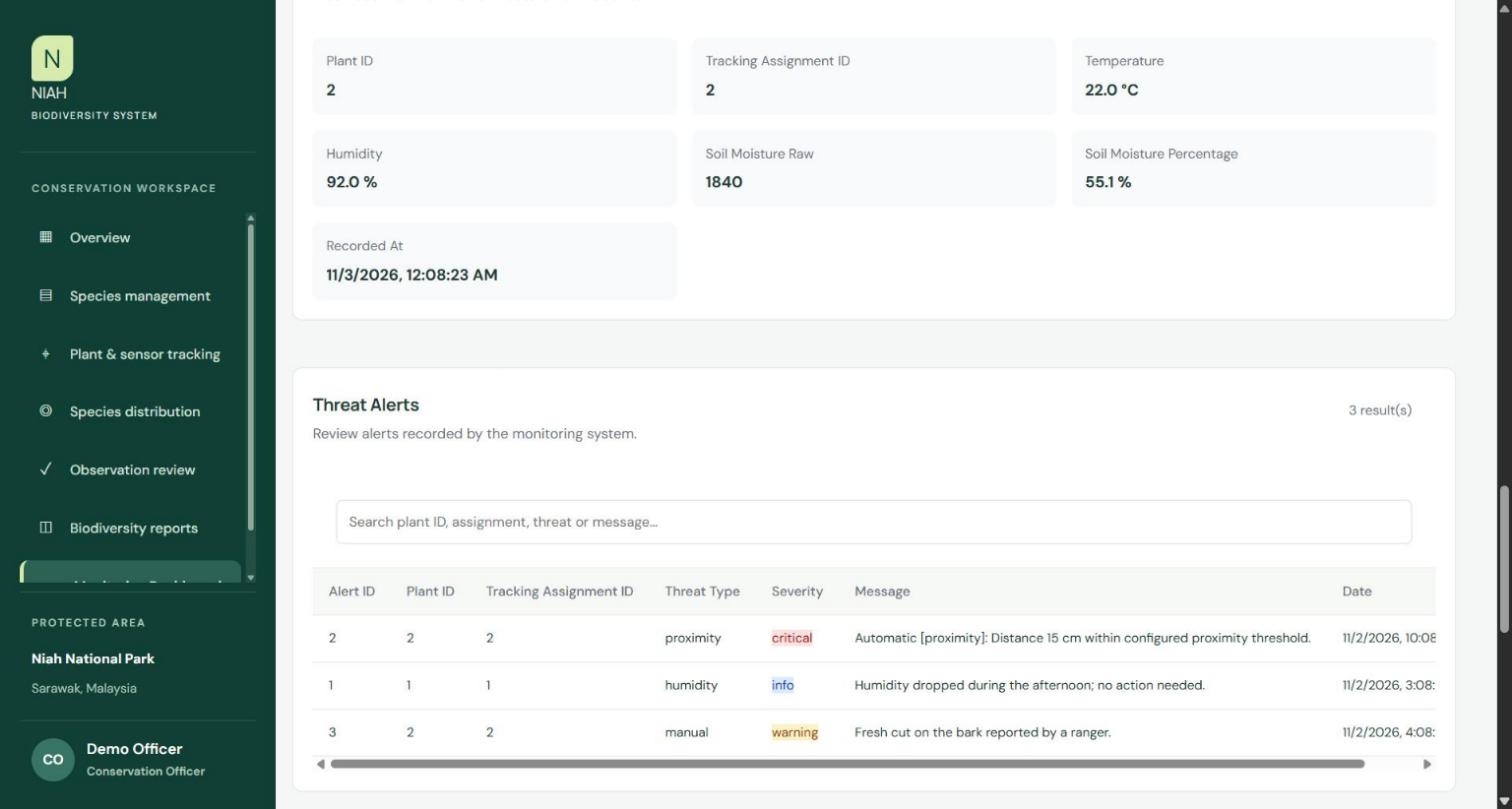 N
NIAH
BIODIVERSITY SYSTEM
CONSERVATION WORKSPACE
Overview
Species management
Plant & sensor tracking
Species distribution
Observation review
Biodiversity reports
PROTECTED AREA
Niah National Park
Sarawak, Malaysia
CO
Demo Officer
Conservation Officer
Plant ID
2
Tracking Assignment ID
2
Temperature
22.0 °C
Humidity
92.0 %
Soil Moisture Raw
1840
Soil Moisture Percentage
55.1 %
Recorded At
11/3/2026, 12:08:23 AM
Threat Alerts
3 result(s)
Review alerts recorded by the monitoring system.
Search plant ID, assignment, threat or message...
Alert ID Plant ID Tracking Assignment ID Threat Type Severity Message Date
2 2 2 proximity critical Automatic [proximity]: Distance 15 cm within configured proximity threshold. 11/2/2026, 10:08
1 1 1 humidity info Humidity dropped during the afternoon; no action needed. 11/2/2026, 3:08:
3 2 2 manual warning Fresh cut on the bark reported by a ranger. 11/2/2026, 4:08: